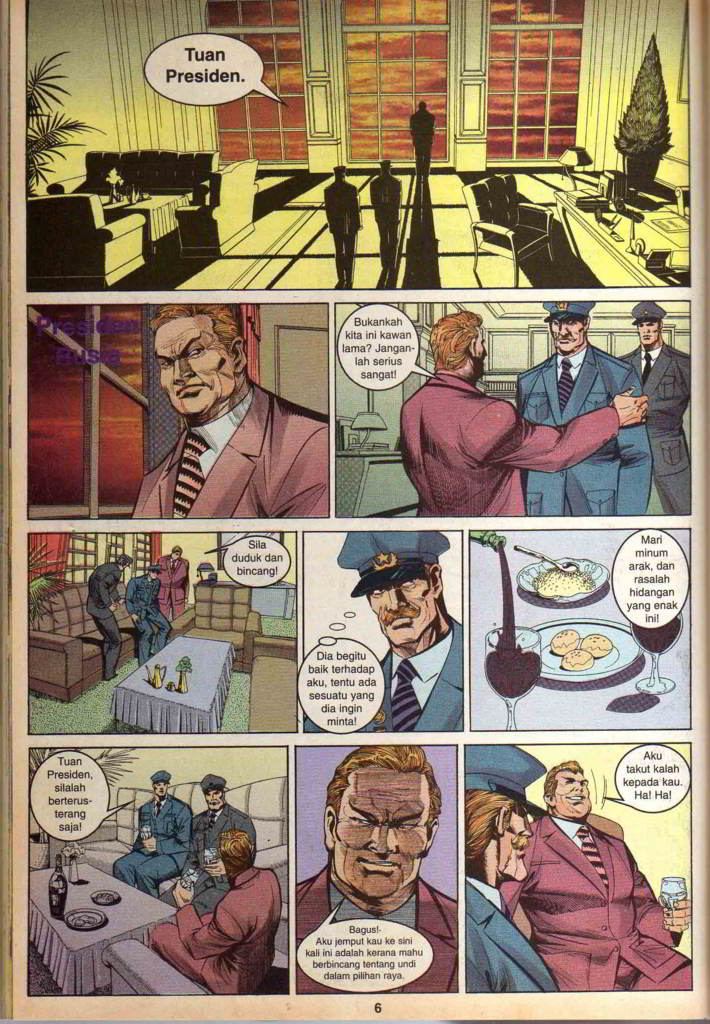 Tuan
Presiden.
Presiden
Busta
Bukankah
kita ini kawan
lama? Jangan-
lah serius
sangat!
Sila
duduk dan
bincang!
Dia begitu
baik terhadap
aku, tentu ada
sesuatu yang
dia ingin
minta!
Mari
minum
arak, dan
rasalah
hidangan
yang enak
ini!
Tuan
Presiden,
silalah
berterus-
terang
saja!
Bagus!·
Aku jemput kau ke sini
kali ini adalah kerana mahu
berbincang tentang undi
dalam pilihan raya.
Aku
takut kalah
kepada kau.
Ha! Ha!
6